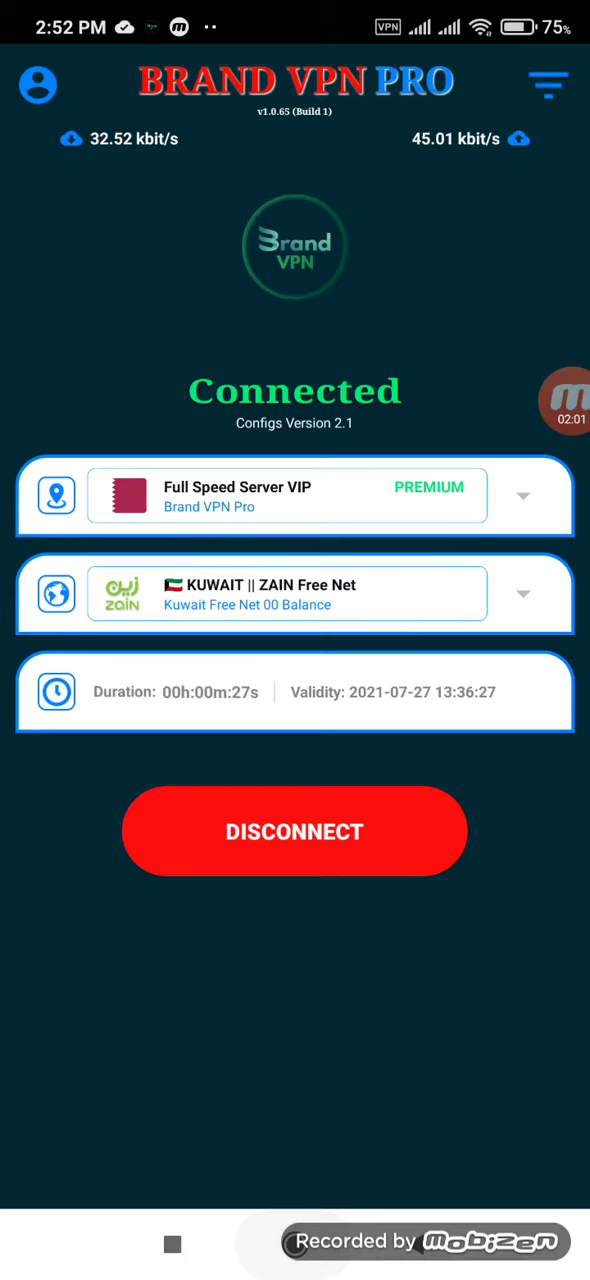 2:52 PM
VPN
75%
BRAND VPN PRO
v1.0.65 (Build 1)
32.52 kbit/s
45.01 kbit/s
Brand
VPN
Connected
Configs Version 2.1
02:01
Full Speed Server VIP PREMIUM
Brand VPN Pro
زين
zain
🇰🇼 KUWAIT || ZAIN Free Net
Kuwait Free Net 00 Balance
Duration: 00h:00m:27s
Validity: 2021-07-27 13:36:27
DISCONNECT
Recorded by mobizen